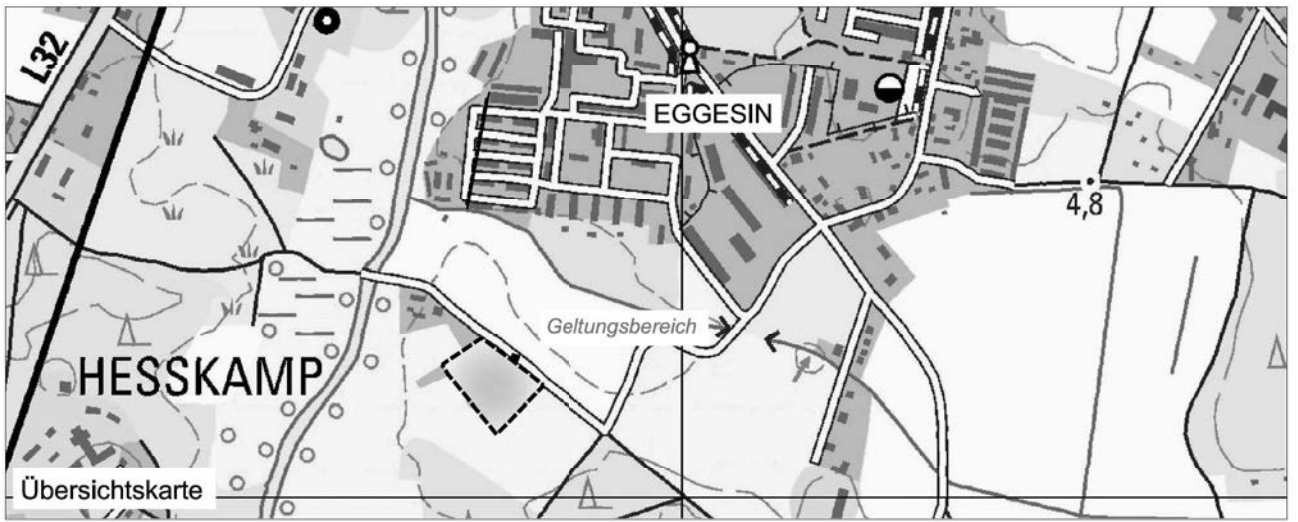 L32
EGGESIN
4,8
Geltungsbereich
HESSKAMP
Übersichtskarte